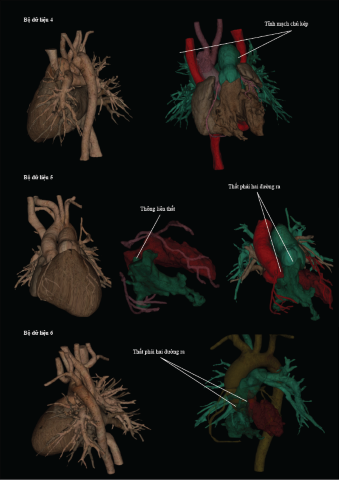 Bộ dữ liệu 4
Tĩnh mạch chủ kép
Bộ dữ liệu 5
Thất phải hai đường ra
Thông liên thất
Bộ dữ liệu 6
Thất phải hai đường ra